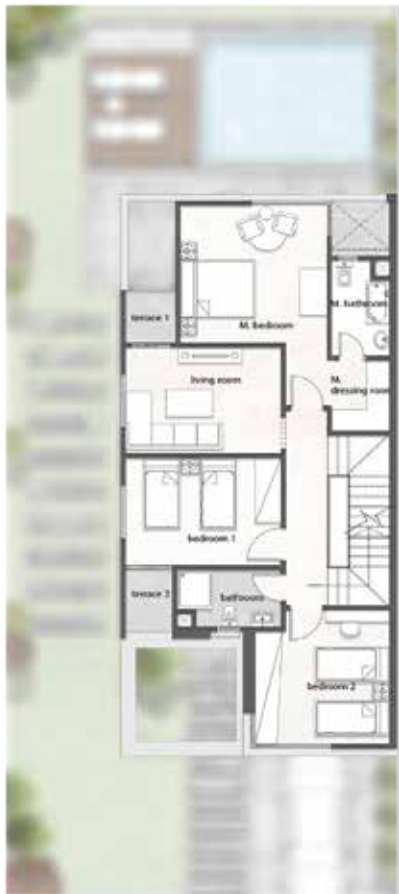 M. bathroom
terrace 1
M. bedroom
living room
M.
dressing room
bedroom 1
terrace 2
bathroom
bedroom 2